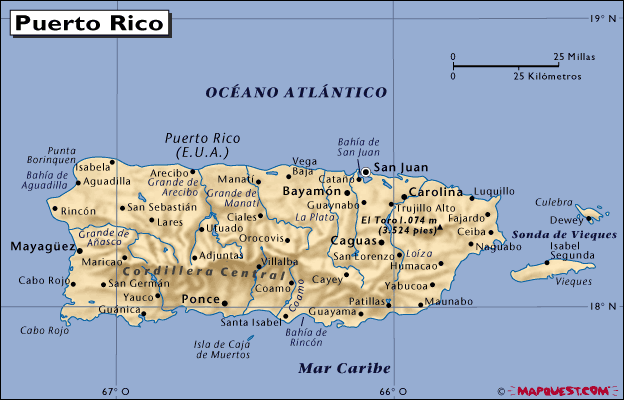 Puerto Rico
19° N
0
25 Millas
0
25 Kilómetros
OCÉANO ATLÁNTICO
Puerto Rico
(E.U.A.)
Bahía de
San Juan
Punta
Borinquen
Isabela
Arecibo
Vega
Baja
Cataño
San Juan
Bahía de
Aguadilla
Aguadilla
Grande de
Arecibo
Manatí
Grande de
Manatí
Bayamón
Carolina
Luquillo
Culebra
Rincón
San Sebastián
Lares
Ciales
La Plata
Guaynabo
Trujillo Alto
El Toro 1.074 m
(3.524 pies)
Fajardo
Dewey
Utuado
Grande de
Añasco
Orocovis
Caguas
Ceiba
Sonda de Vieques
Mayagüez
Maricao
Adjuntas
Villalba
San Lorenzo
Loíza
Naguabo
Isabel
Segunda
Cordillera Central
Humacao
Cabo Rojo
San Germán
Yauco
Coamo
Coamo
Cayey
Yabucoa
Vieques
Ponce
Patillas
Maunabo
18° N
Guánica
Cabo Rojo
Santa Isabel
Guayama
Bahía de
Rincón
Isla de Caja
de Muertos
Mar Caribe
67° O
66° O
© MAPQUEST.COM™